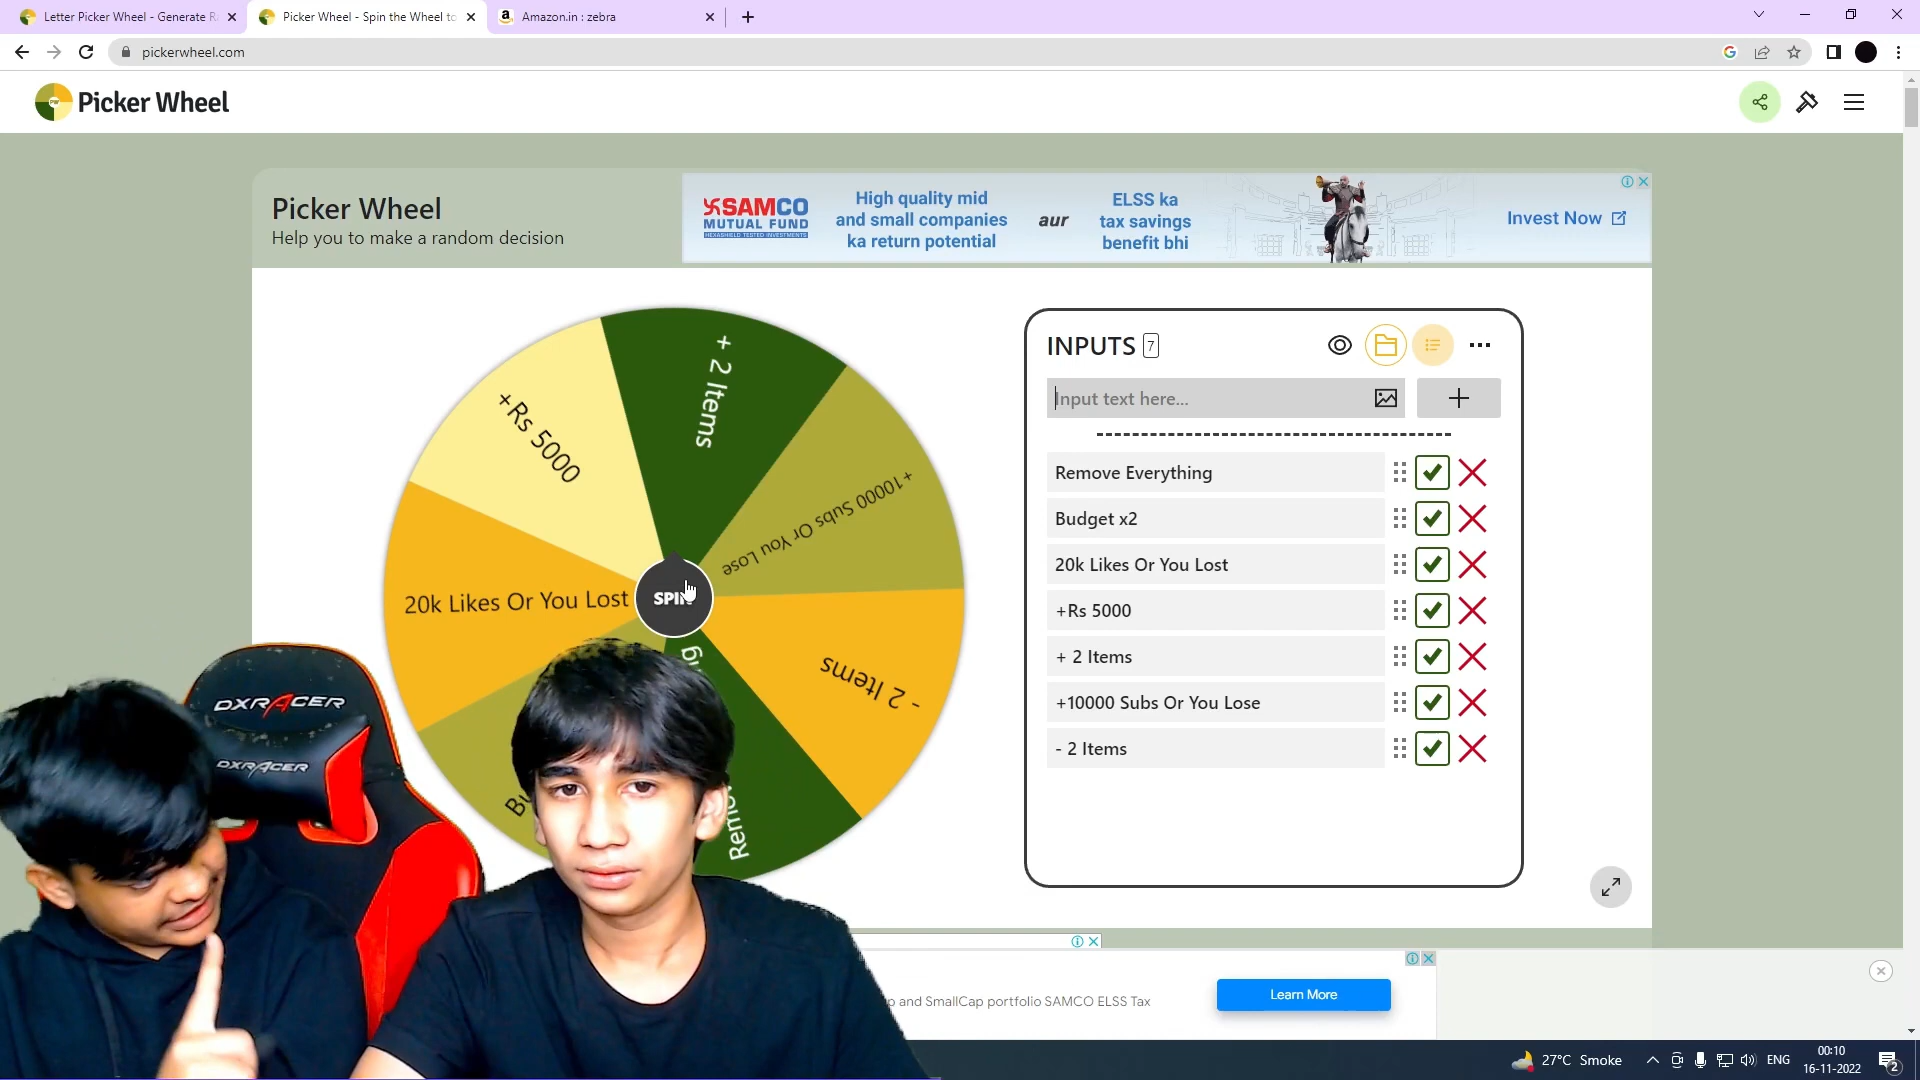 Letter Picker Wheel - Generate Ra
Picker Wheel - Spin the Wheel to
Amazon.in : zebra
pickerwheel.com
Picker Wheel
Picker Wheel
Help you to make a random decision
SAMCO
MUTUAL FUND
HEXASHIELD TESTED INVESTMENTS
High quality mid
and small companies
ka return potential
aur
ELSS ka
tax savings
benefit bhi
Invest Now
+ 2 Items
+Rs 5000
+10000 Subs Or You Lose
20k Likes Or You Lost
SPIN
- 2 Items
INPUTS 7
Input text here...
Remove Everything
Budget x2
20k Likes Or You Lost
+Rs 5000
+ 2 Items
+10000 Subs Or You Lose
- 2 Items
DXRACER
DXRACER
p and SmallCap portfolio SAMCO ELSS Tax
Learn More
27°C Smoke
ENG
00:10
16-11-2022
2